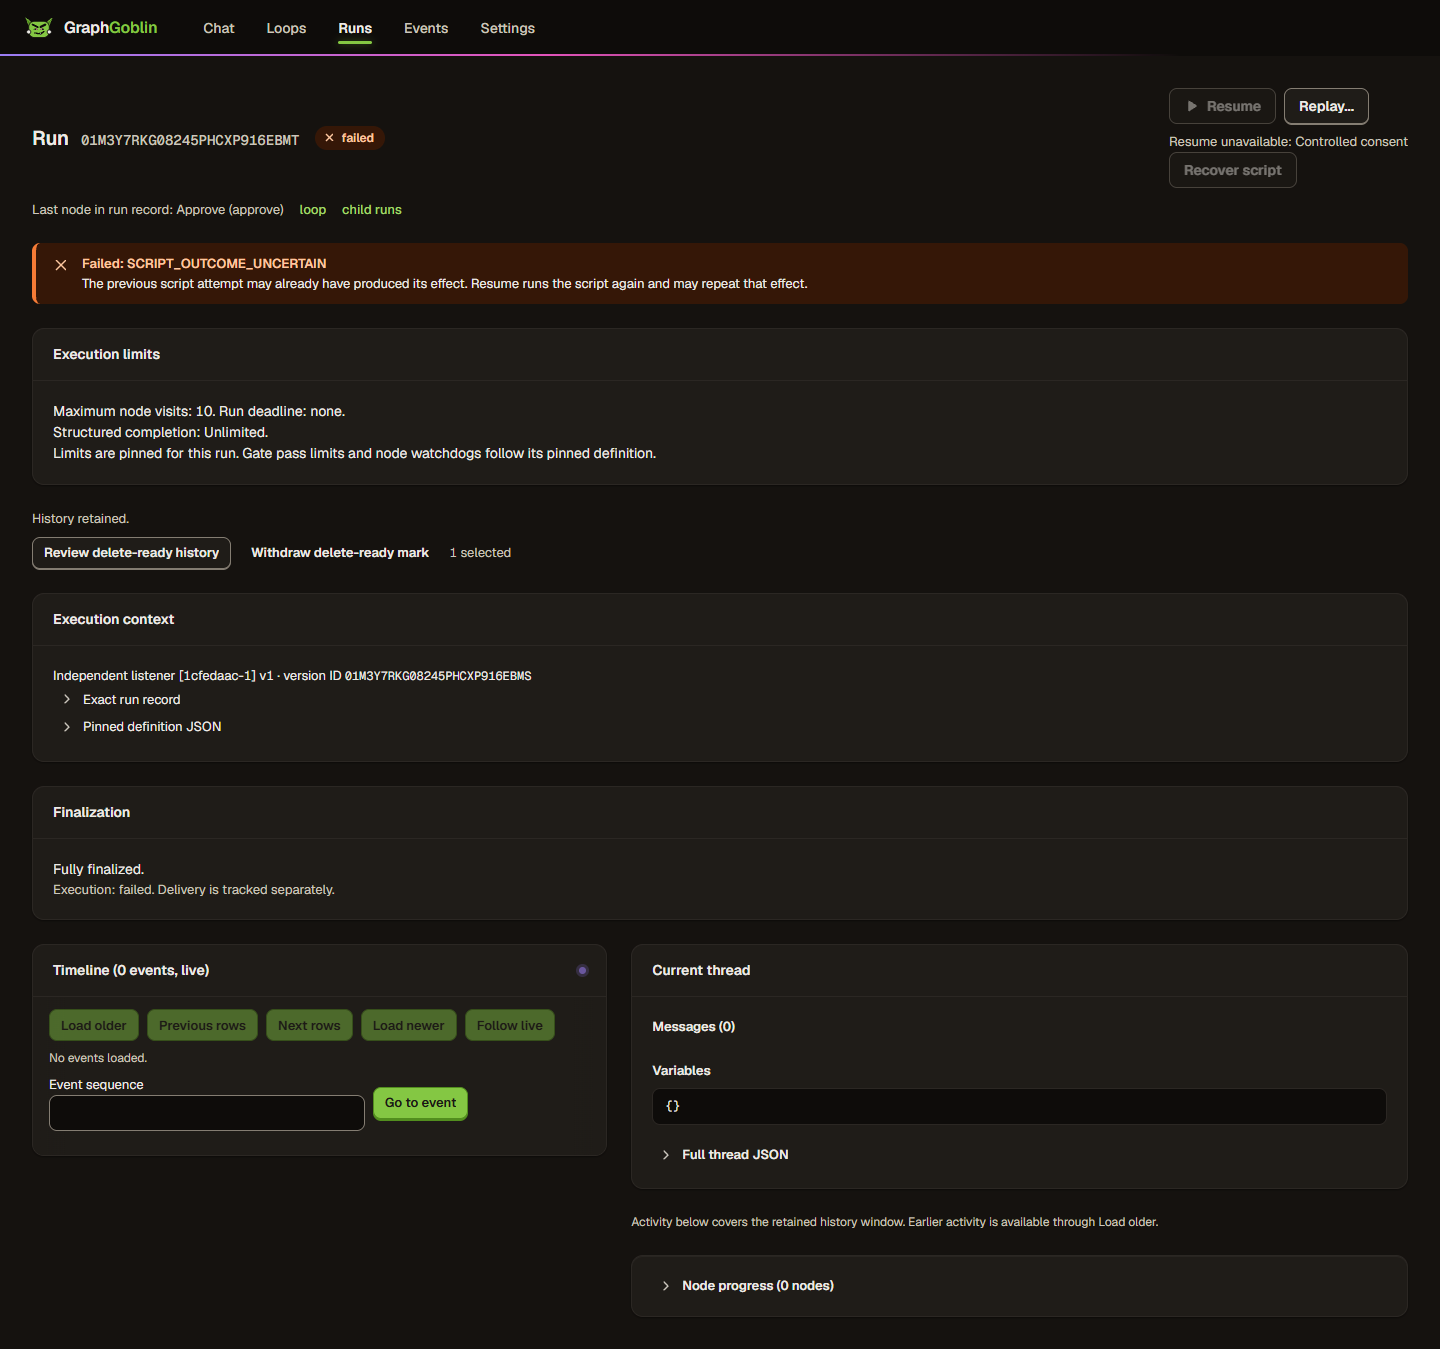 GraphGoblin
Chat
Loops
Runs
Events
Settings
Run 01M3Y7RKG08245PHCXP916EBMT
failed
Resume
Replay...
Resume unavailable: Controlled consent
Recover script
Last node in run record: Approve (approve)
loop
child runs
Failed: SCRIPT_OUTCOME_UNCERTAIN
The previous script attempt may already have produced its effect. Resume runs the script again and may repeat that effect.
Execution limits
Maximum node visits: 10. Run deadline: none.
Structured completion: Unlimited.
Limits are pinned for this run. Gate pass limits and node watchdogs follow its pinned definition.
History retained.
Review delete-ready history
Withdraw delete-ready mark
1 selected
Execution context
Independent listener [1cfedaac-1] v1 · version ID 01M3Y7RKG08245PHCXP916EBMS
Exact run record
Pinned definition JSON
Finalization
Fully finalized.
Execution: failed. Delivery is tracked separately.
Timeline (0 events, live)
Load older
Previous rows
Next rows
Load newer
Follow live
No events loaded.
Event sequence
Go to event
Current thread
Messages (0)
Variables
{}
Full thread JSON
Activity below covers the retained history window. Earlier activity is available through Load older.
Node progress (0 nodes)